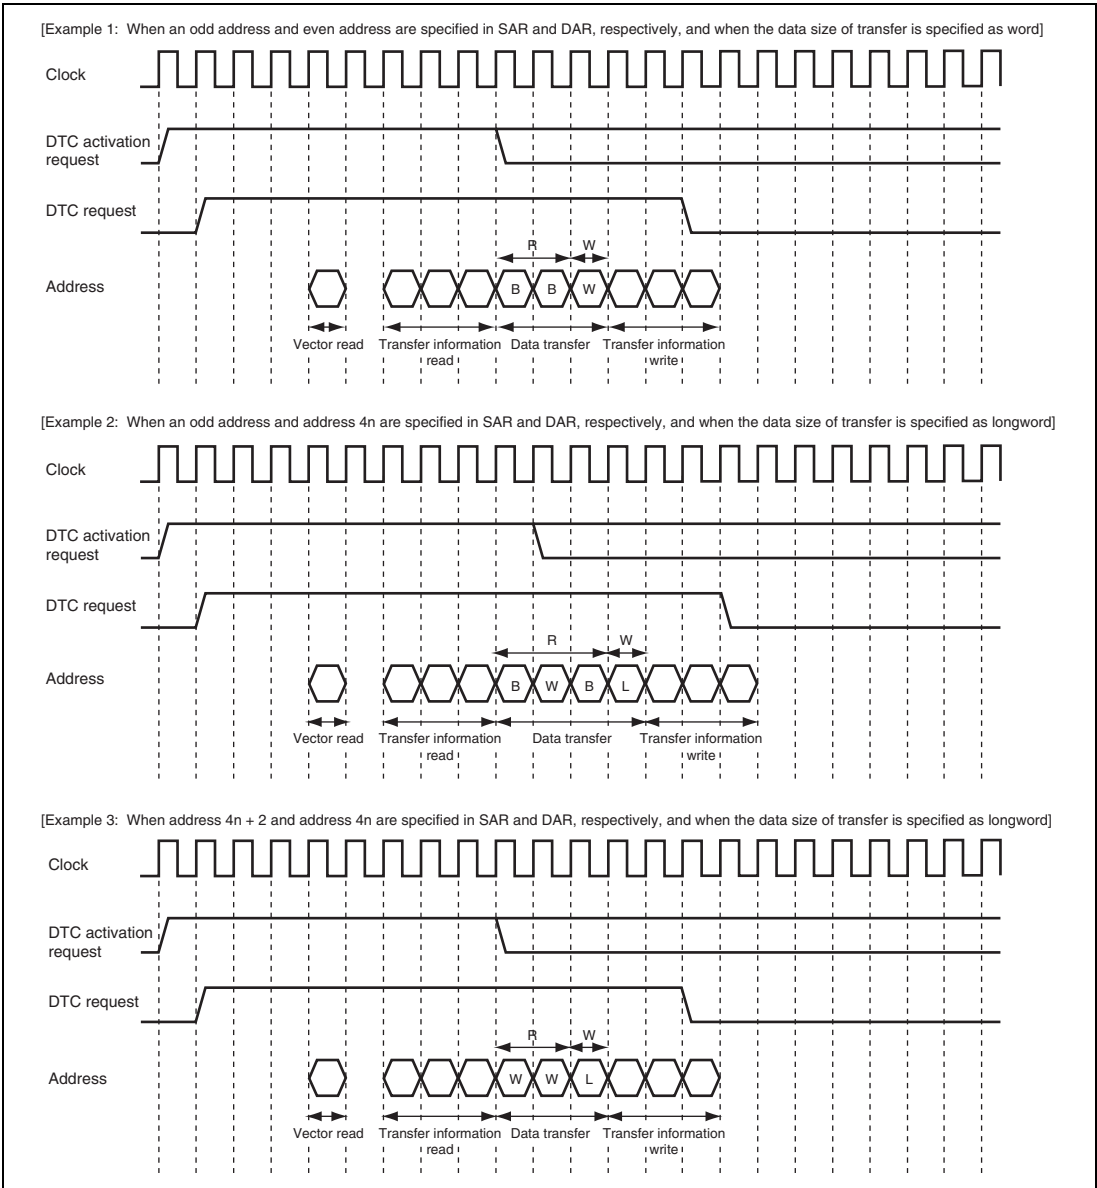 [Example 1: When an odd address and even address are specified in SAR and DAR, respectively, and when the data size of transfer is specified as word]
Clock
DTC activation
request
DTC request
R W
Address
B B W
Vector read Transfer information Data transfer Transfer information
read write
[Example 2: When an odd address and address 4n are specified in SAR and DAR, respectively, and when the data size of transfer is specified as longword]
Clock
DTC activation
request
DTC request
R W
Address
B W B L
Vector read Transfer information Data transfer Transfer information
read write
[Example 3: When address 4n + 2 and address 4n are specified in SAR and DAR, respectively, and when the data size of transfer is specified as longword]
Clock
DTC activation
request
DTC request
R W
Address
W W L
Vector read Transfer information Data transfer Transfer information
read write